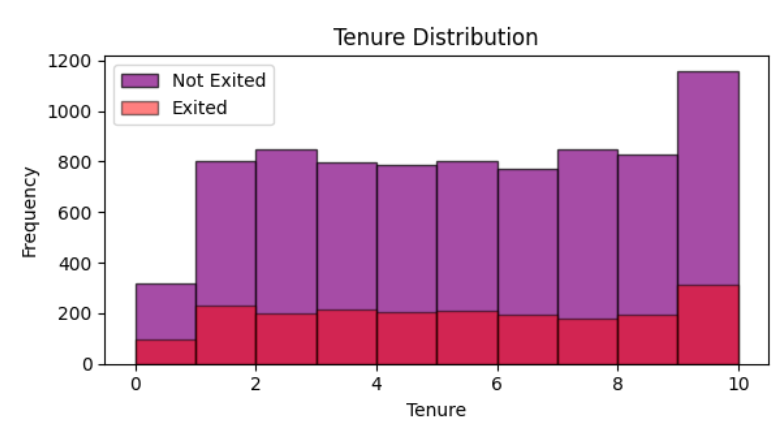 Tenure Distribution
Not Exited
Exited
1200
1000
800
600
400
200
0
Frequency
0 2 4 6 8 10
Tenure